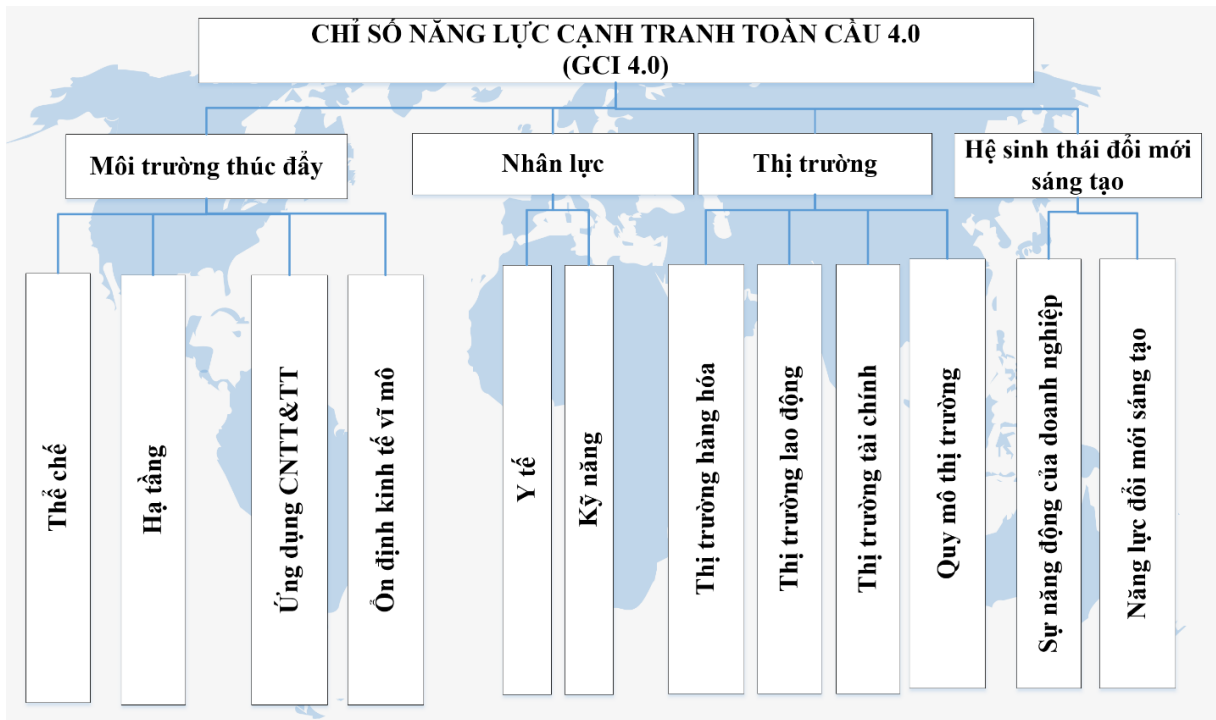 CHỈ SỐ NĂNG LỰC CẠNH TRANH TOÀN CẦU 4.0
(GCI 4.0)
Môi trường thúc đẩy
Nhân lực
Thị trường
Hệ sinh thái đổi mới
sáng tạo
Thể chế
Hạ tầng
Ứng dụng CNTT&TT
Ổn định kinh tế vĩ mô
Y tế
Kỹ năng
Thị trường hàng hóa
Thị trường lao động
Thị trường tài chính
Quy mô thị trường
Sự năng động của doanh nghiệp
Năng lực đổi mới sáng tạo